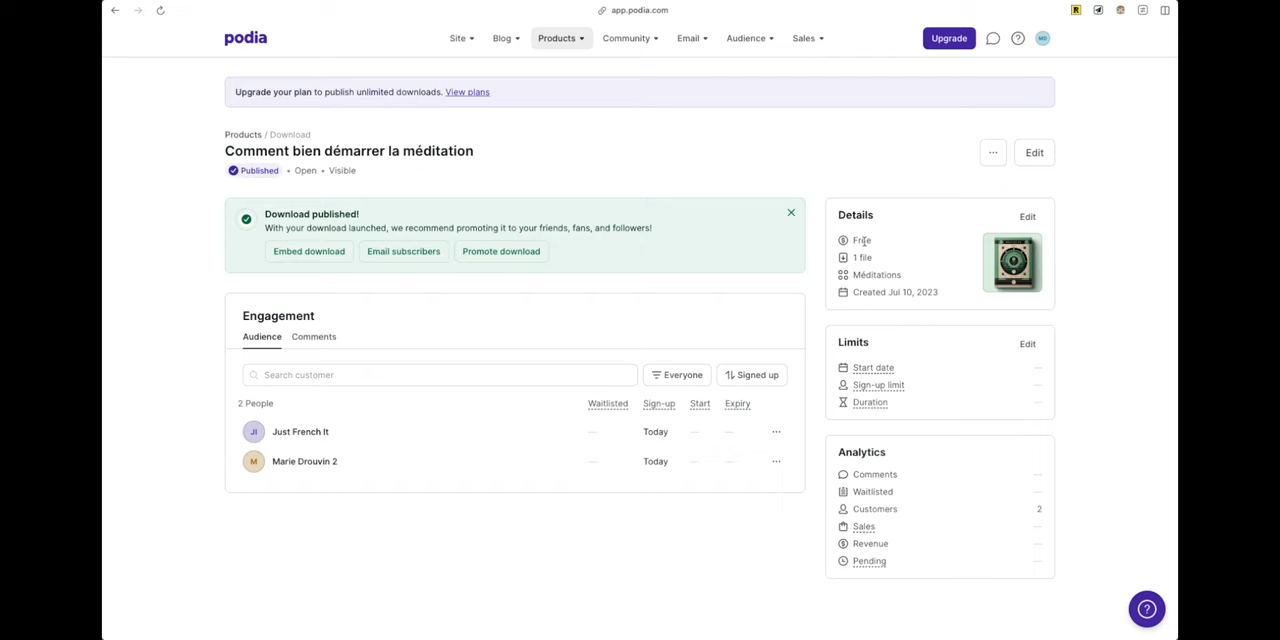 app.podia.com
podia Site Blog Products Community Email Audience Sales Upgrade MD
Upgrade your plan to publish unlimited downloads. View plans
Products / Download
Comment bien démarrer la méditation
... Edit
Published • Open • Visible
Download published!
With your download launched, we recommend promoting it to your friends, fans, and followers!
Embed download Email subscribers Promote download
Engagement
Audience Comments
Search customer Everyone Signed up
2 People Waitlisted Sign-up Start Expiry
JI Just French It — Today — — ...
M Marie Drouvin 2 — Today — — ...
Details Edit
Free
1 file
Méditations
Created Jul 10, 2023
Limits Edit
Start date —
Sign-up limit —
Duration —
Analytics
Comments —
Waitlisted —
Customers 2
Sales —
Revenue —
Pending —